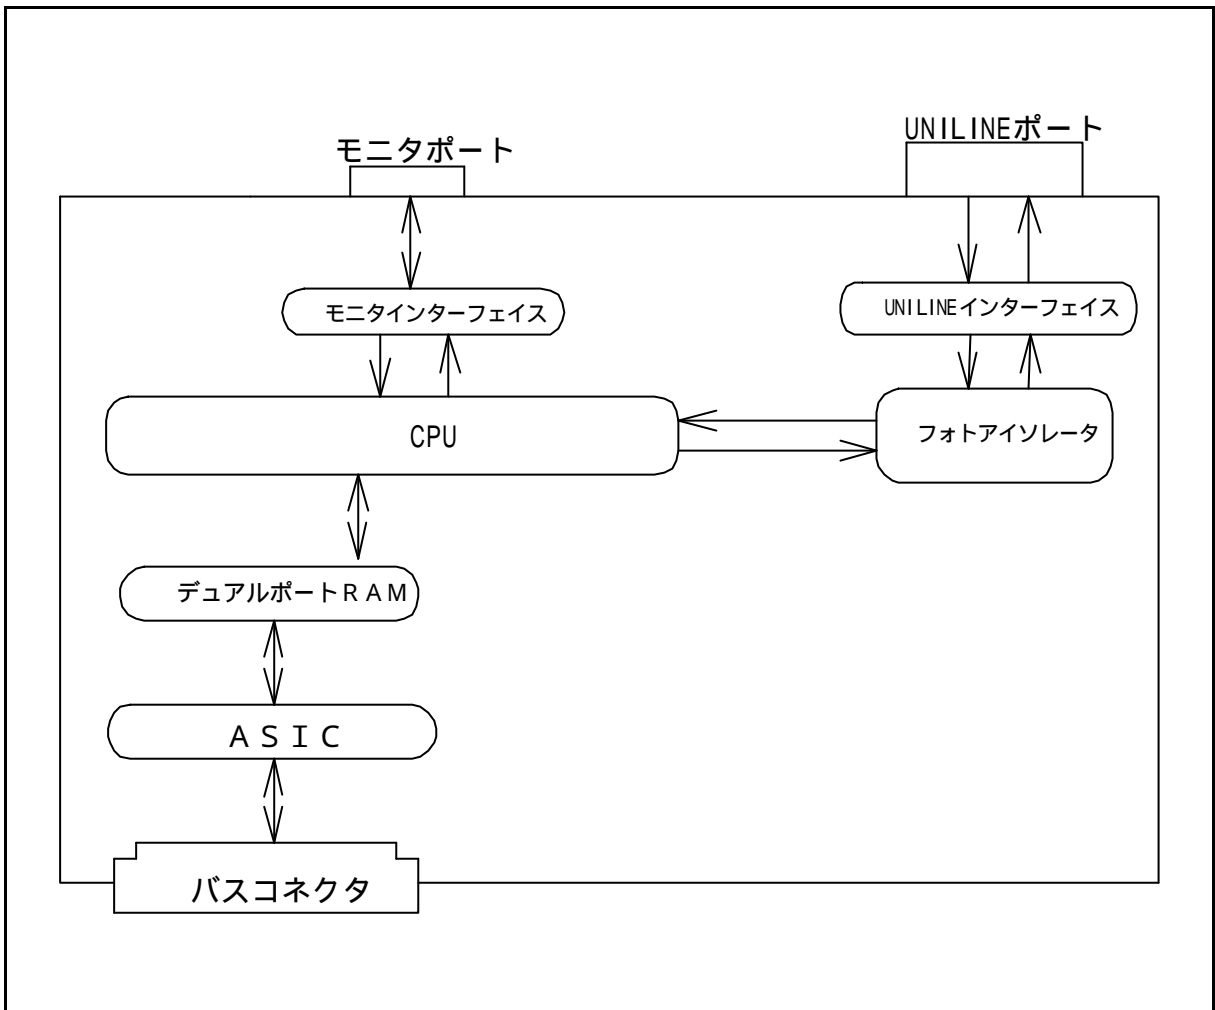 UNILINEポート
モニタポート
モニタインターフェイス
UNILINEインターフェイス
CPU
フォトアイソレータ
デュアルポートＲＡＭ
ＡＳＩＣ
バスコネクタ